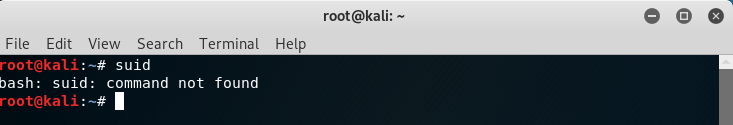 root@kali: ~
File Edit View Search Terminal Help
root@kali:~# suid
bash: suid: command not found
root@kali:~#